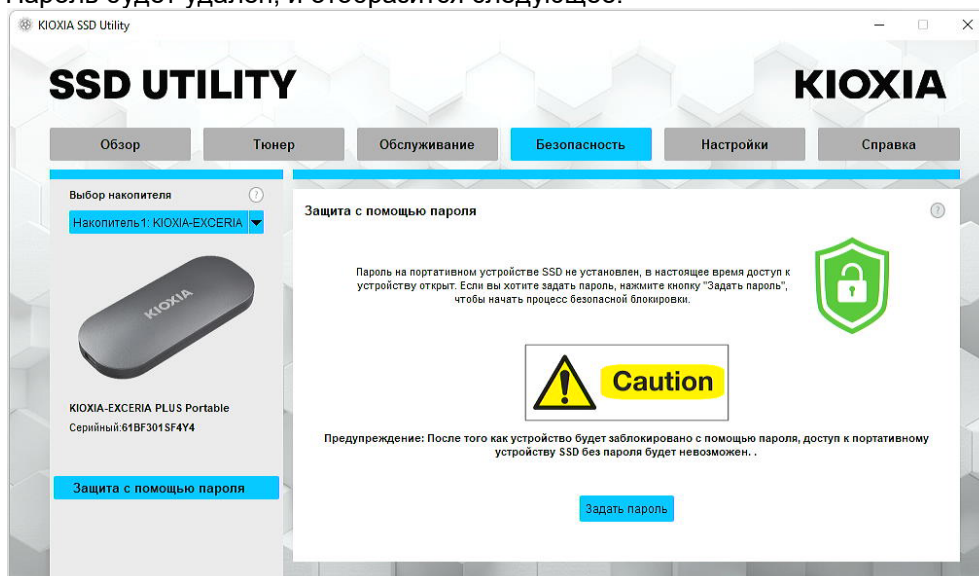 Пароль будет удален, и отобразится следующее:
KIOXIA SSD Utility
SSD UTILITY
KIOXIA
Обзор
Тюнер
Обслуживание
Безопасность
Настройки
Справка
Выбор накопителя
?
Накопитель1: KIOXIA-EXCERIA
KIOXIA
KIOXIA-EXCERIA PLUS Portable
Серийный:61BF301SF4Y4
Защита с помощью пароля
Защита с помощью пароля
?
Пароль на портативном устройстве SSD не установлен, в настоящее время доступ к
устройству открыт. Если вы хотите задать пароль, нажмите кнопку "Задать пароль",
чтобы начать процесс безопасной блокировки.
Caution
Предупреждение: После того как устройство будет заблокировано с помощью пароля, доступ к портативному
устройству SSD без пароля будет невозможен. .
Задать пароль